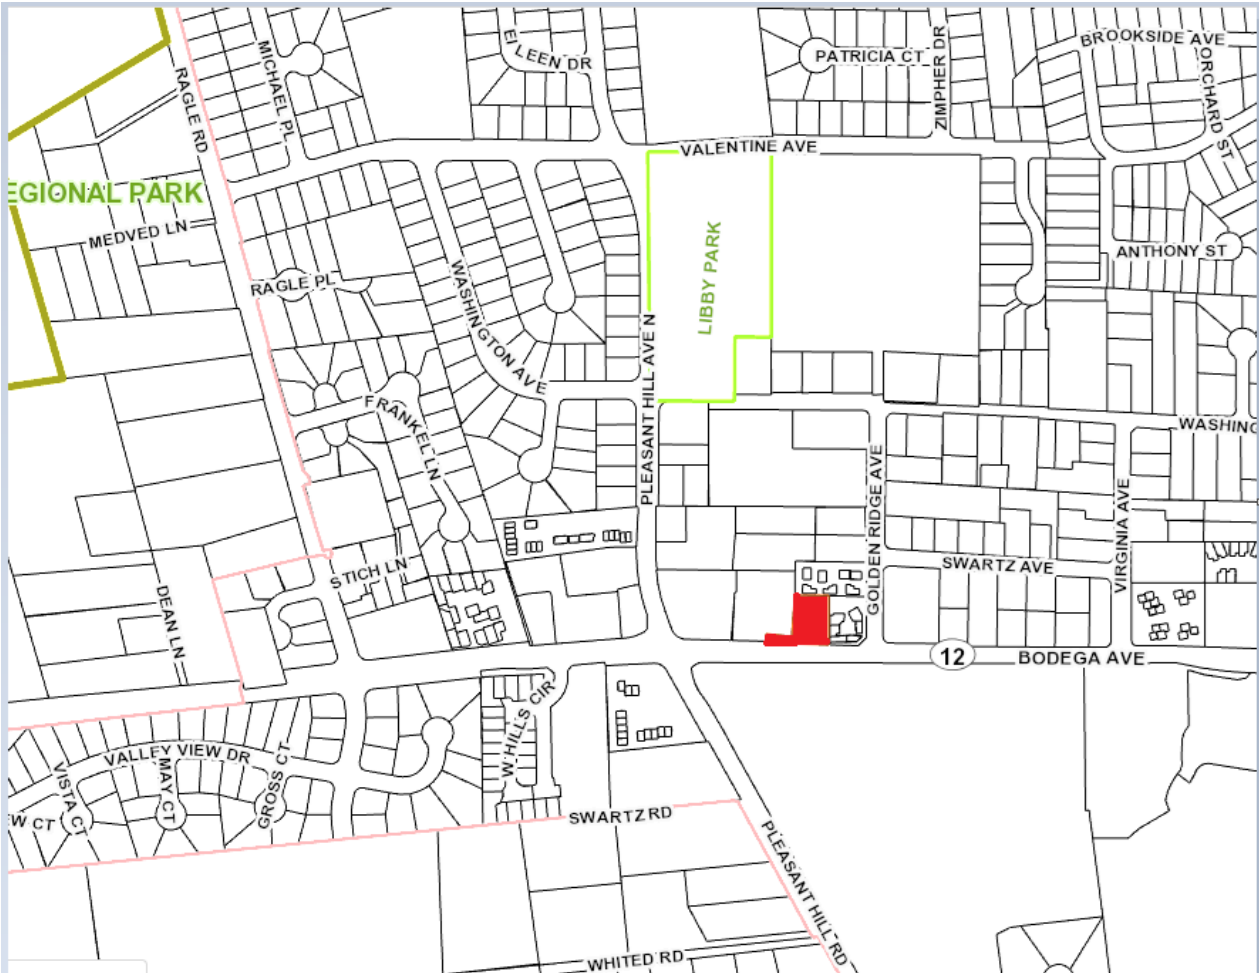 BROOKSIDE AVE
EILEEN DR
PATRICIA CT
ZIMPHER DR
ORCHARD ST
MICHAEL PL
RAGLE RD
VALENTINE AVE
EGIONAL PARK
MEDVED LN
ANTHONY ST
RAGLE PL
WASHINGTON AVE
LIBBY PARK
PLEASANT HILL AVE N
FRANKEL LN
WASHING
GOLDEN RIDGE AVE
VIRGINIA AVE
STICH LN
SWARTZ AVE
DEAN LN
12
BODEGA AVE
W HILLS CIR
VALLEY VIEW DR
VISTA CT
MAY CT
GROSS CT
EW CT
SWARTZ RD
PLEASANT HILL RD
WHITED RD